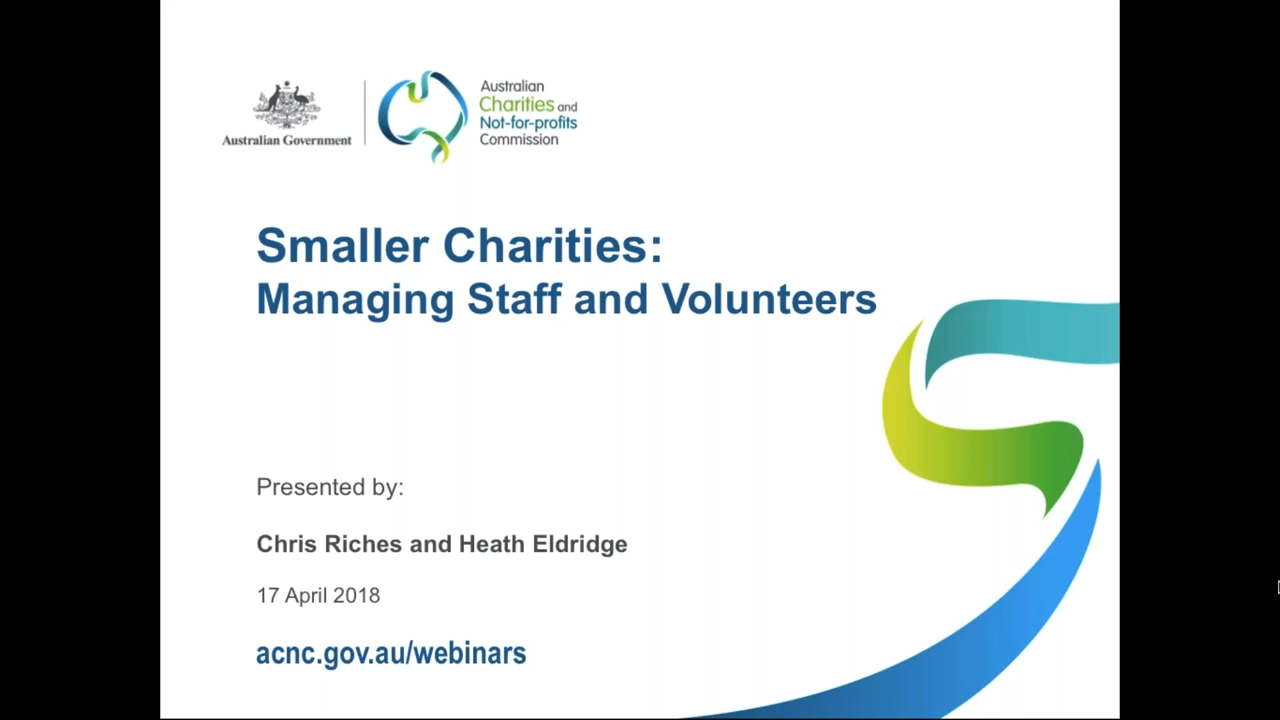 Australian Government
Australian
Charities and
Not-for-profits
Commission
Smaller Charities:
Managing Staff and Volunteers
Presented by:
Chris Riches and Heath Eldridge
17 April 2018
acnc.gov.au/webinars